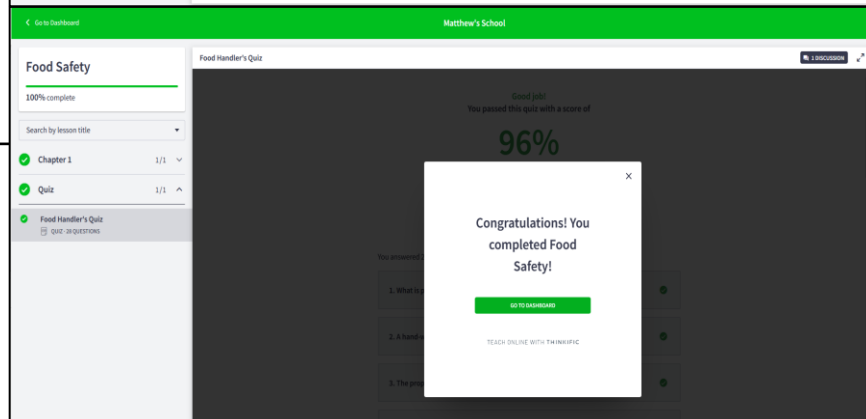 Go to Dashboard
Matthew's School
Food Safety
100% complete
Search by lesson title
Chapter 1 1/1
Quiz 1/1
Food Handler's Quiz
QUIZ · 28 QUESTIONS
Food Handler's Quiz
1 DISCUSSION
Good job!
You passed this quiz with a score of
96%
You answered
1. What is
2. A hand
3. The
Congratulations! You
completed Food
Safety!
GO TO DASHBOARD
TEACH ONLINE WITH THINKIFIC